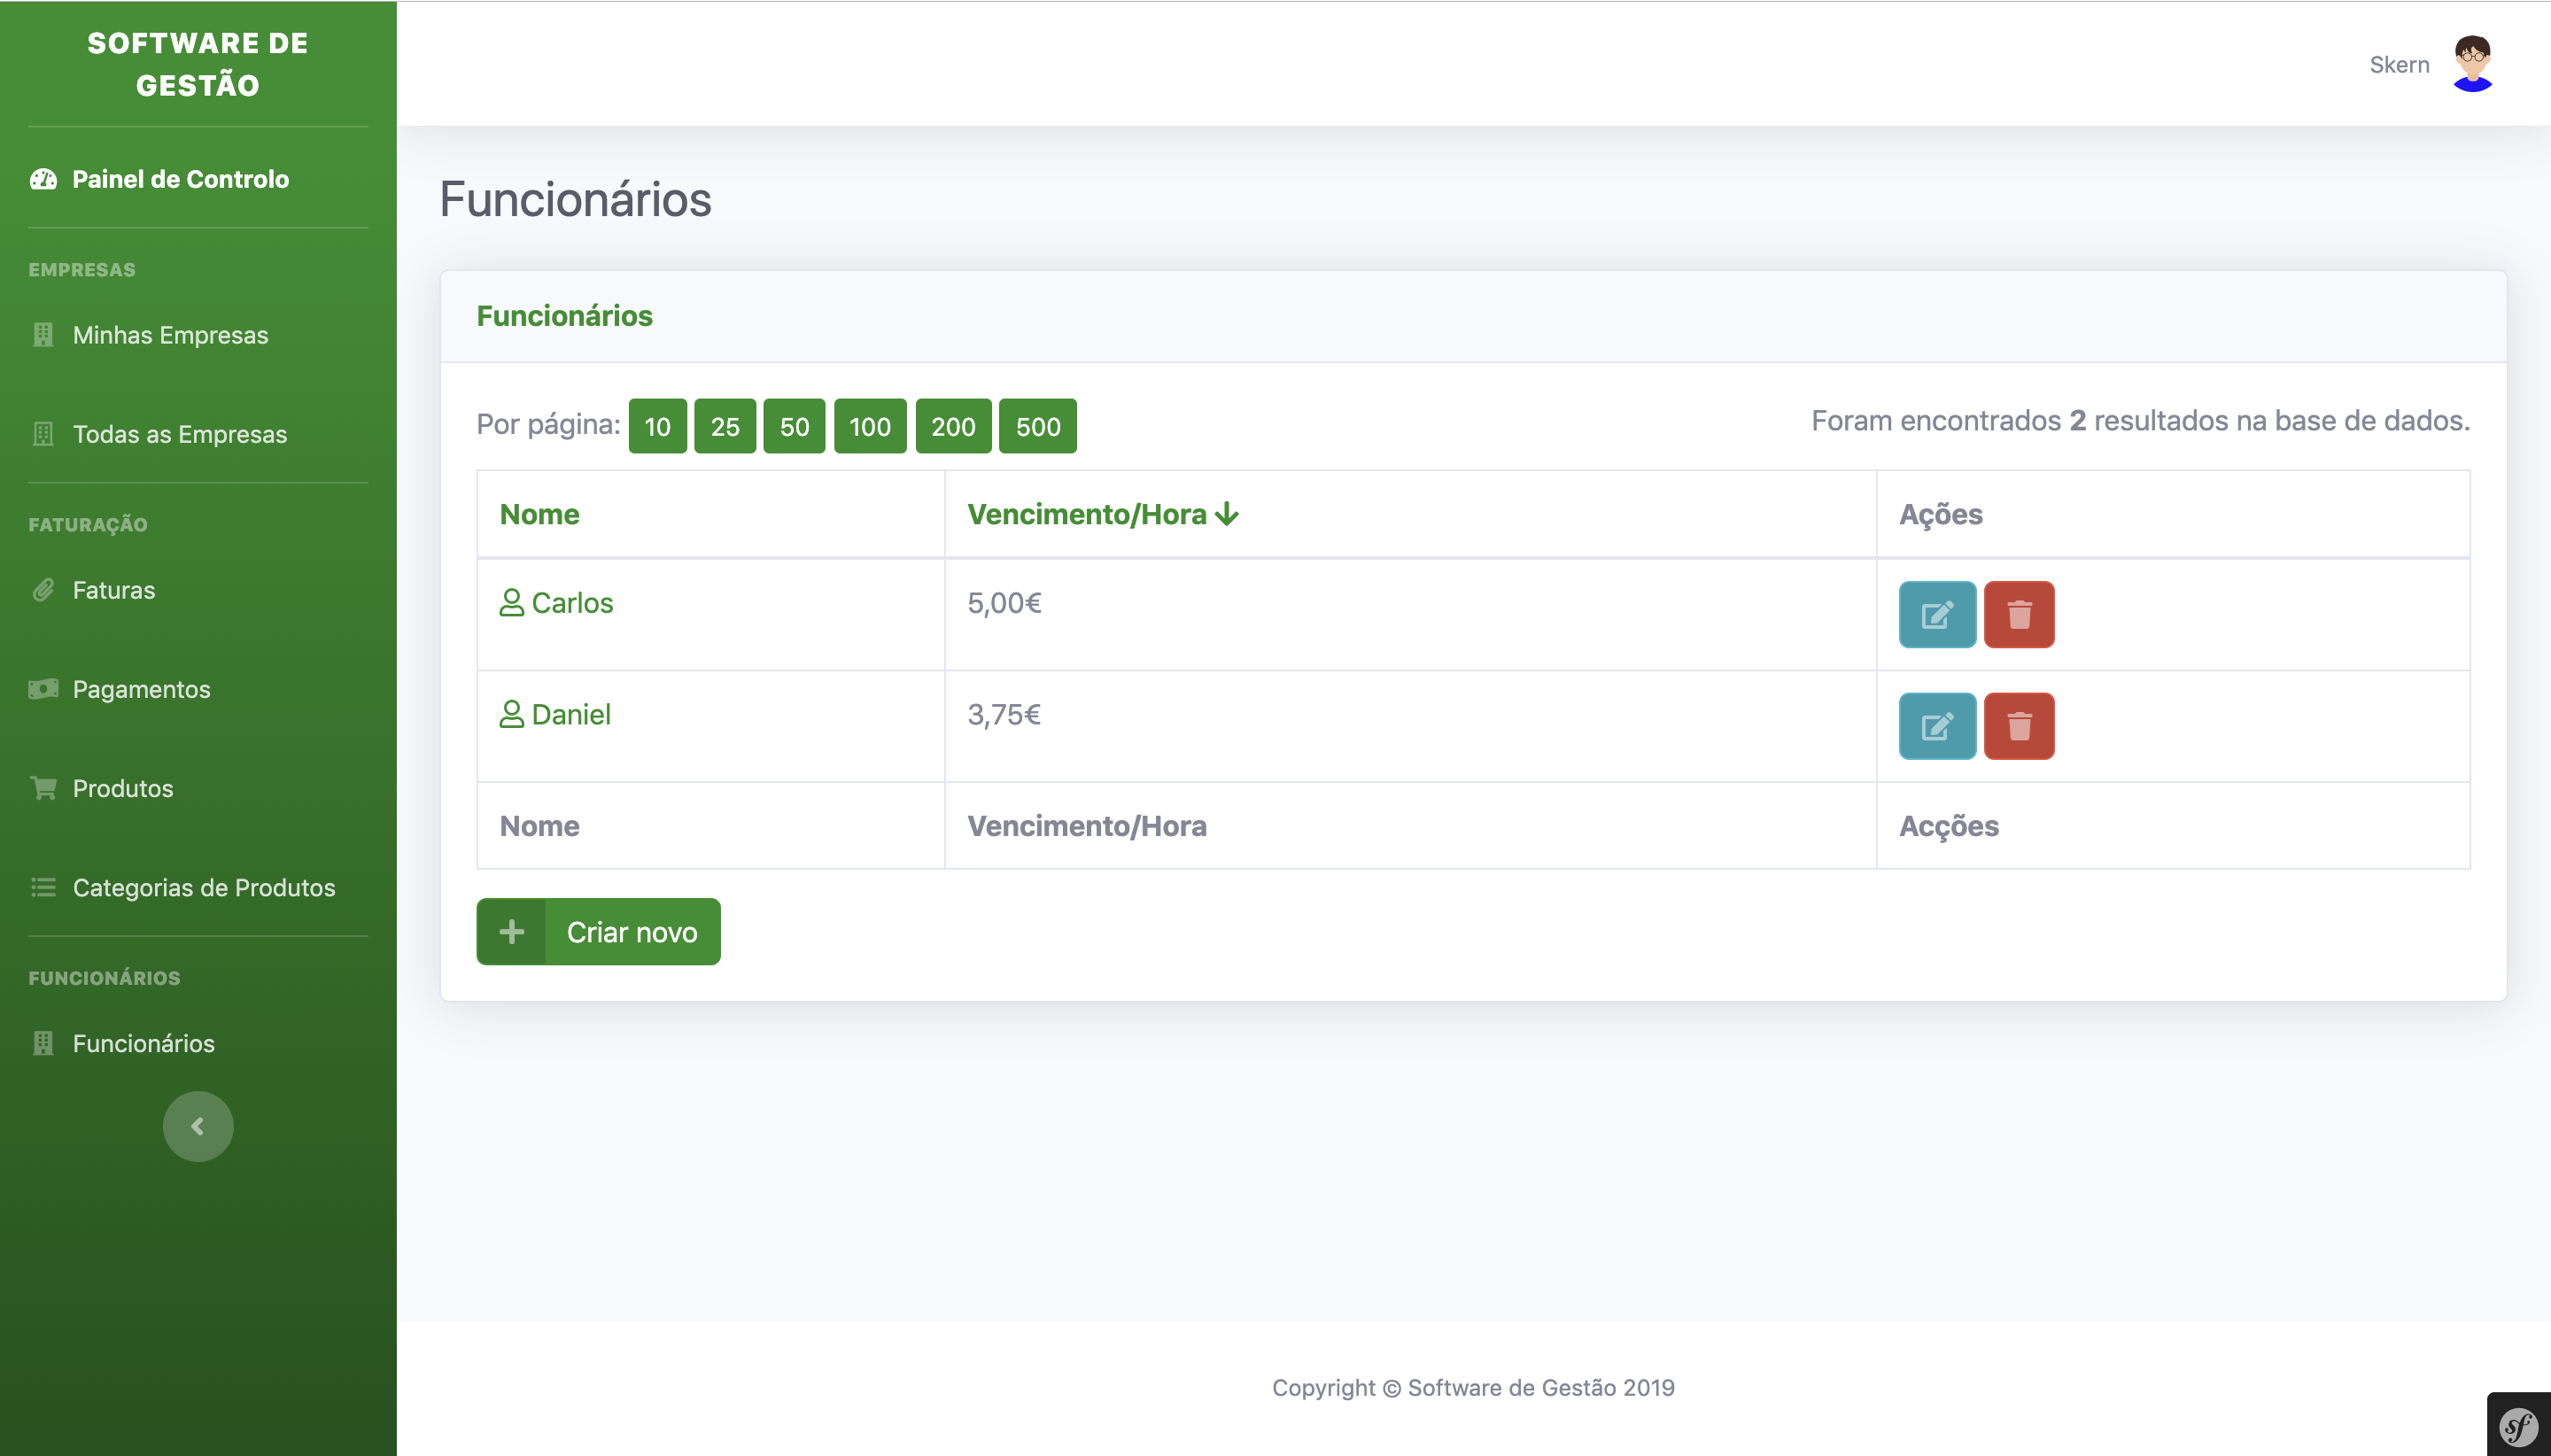 SOFTWARE DE
GESTÃO
Painel de Controlo
EMPRESAS
Minhas Empresas
Todas as Empresas
FATURAÇÃO
Faturas
Pagamentos
Produtos
Categorias de Produtos
FUNCIONÁRIOS
Funcionários
Skern
Funcionários
Funcionários
Por página: 10 25 50 100 200 500
Foram encontrados 2 resultados na base de dados.
Nome Vencimento/Hora Ações
Carlos 5,00€
Daniel 3,75€
Nome Vencimento/Hora Acções
Criar novo
Copyright © Software de Gestão 2019
sf